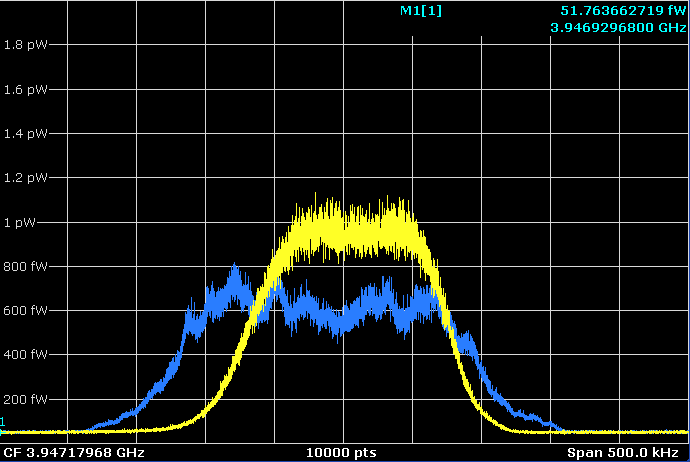 M1[1] 51.763662719 fW
3.9469296800 GHz
1.8 pW
1.6 pW
1.4 pW
1.2 pW
1 pW
800 fW
600 fW
400 fW
200 fW
1
CF 3.94717968 GHz 10000 pts Span 500.0 kHz